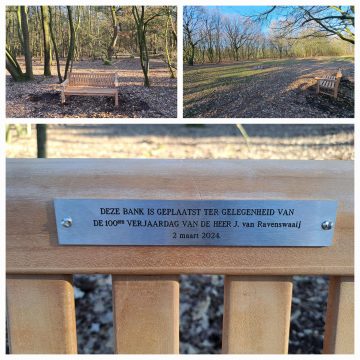 DEZE BANK IS GEPLAATST TER GELEGENHEID VAN
DE 100STE VERJAARDAG VAN DE HEER J. van Ravenswaaij
2 maart 2024